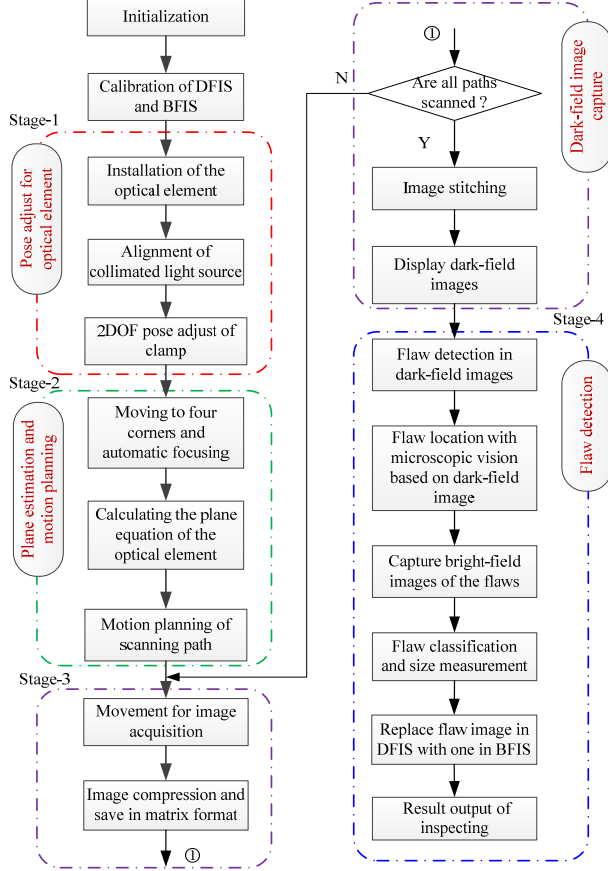 Initialization
Calibration of DFIS
and BFIS
Stage-1
Pose adjust for
optical element
Installation of the
optical element
Alignment of
collimated light source
2DOF pose adjust of
clamp
Stage-2
Plane estimation and
motion planning
Moving to four
corners and
automatic focusing
Calculating the plane
equation of the
optical element
Motion planning of
scanning path
Stage-3
Movement for image
acquisition
Image compression and
save in matrix format
①
①
Are all paths
scanned ?
N
Y
Dark-field image
capture
Image stitching
Display dark-field
images
Stage-4
Flaw detection
Flaw detection in
dark-field images
Flaw location with
microscopic vision
based on dark-field
image
Capture bright-field
images of the flaws
Flaw classification
and size measurement
Replace flaw image in
DFIS with one in BFIS
Result output of
inspecting